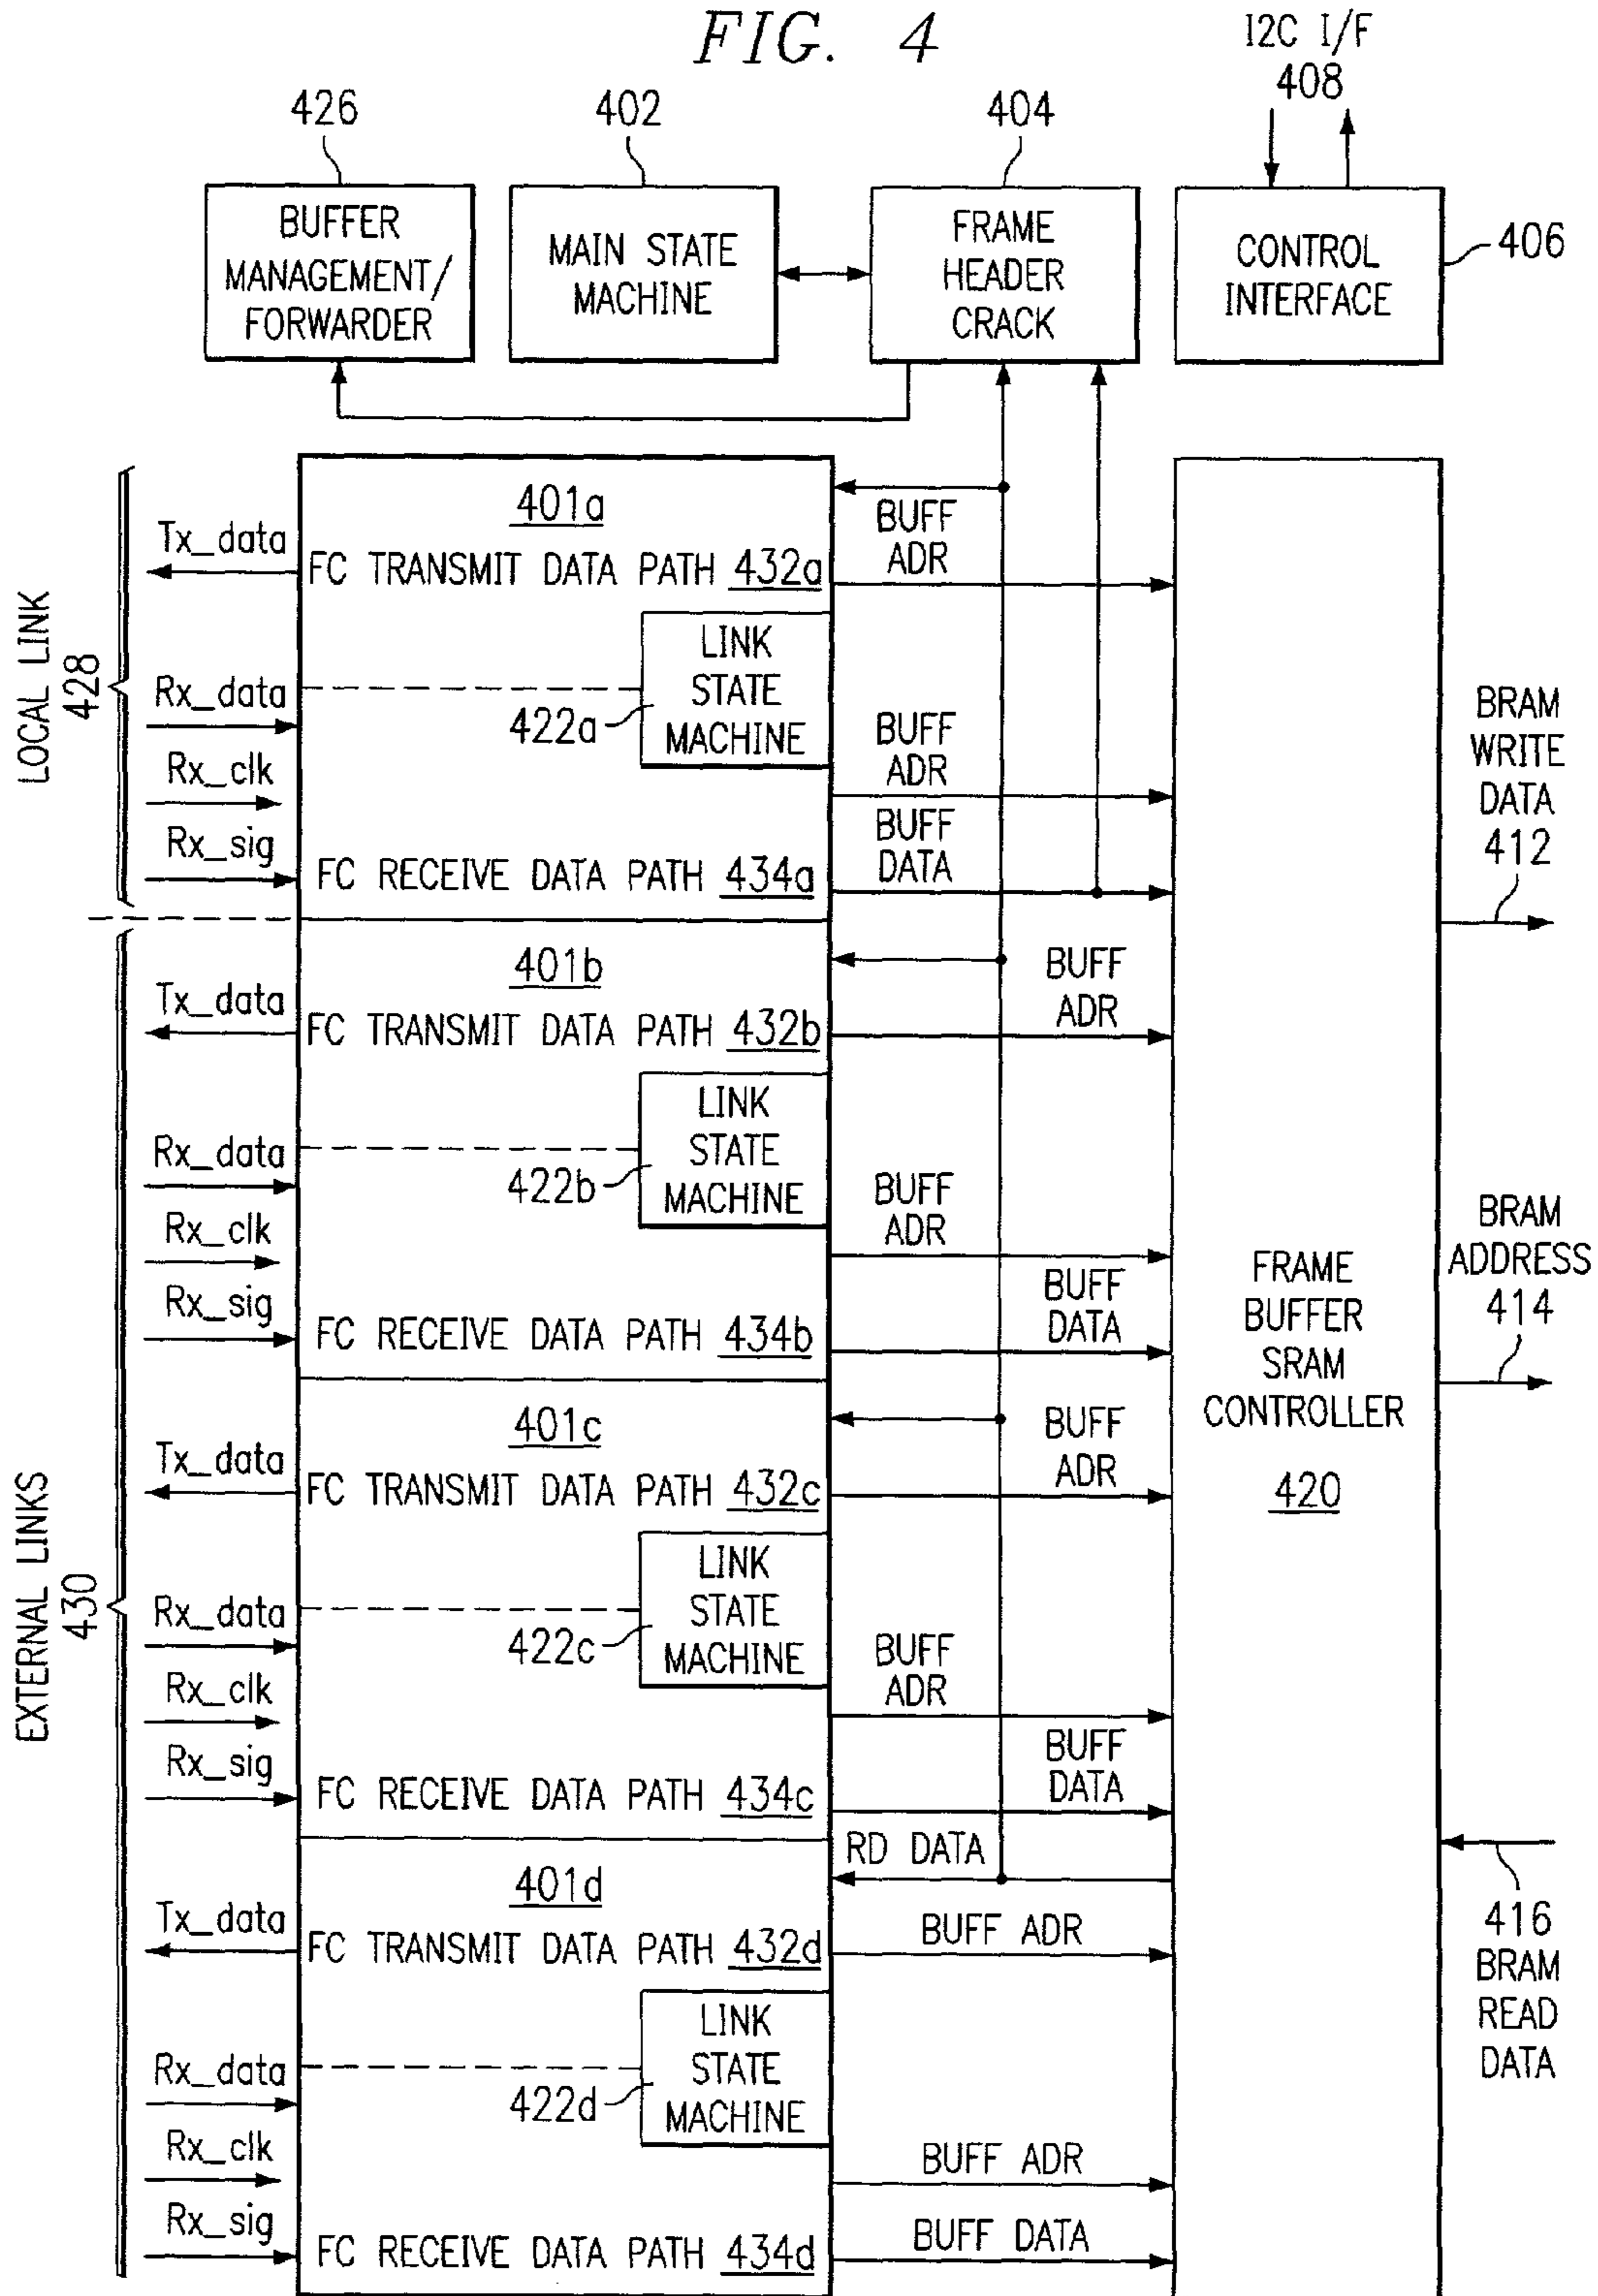 FIG. 4
I2C I/F
408
426
402
404
BUFFER
MANAGEMENT/
FORWARDER
MAIN STATE
MACHINE
FRAME
HEADER
CRACK
CONTROL
INTERFACE
406
LOCAL LINK
428
401a
Tx_data
FC TRANSMIT DATA PATH 432a
BUFF
ADR
LINK
STATE
MACHINE
422a
Rx_data
Rx_clk
Rx_sig
BUFF
ADR
BUFF
DATA
FC RECEIVE DATA PATH 434a
BRAM
WRITE
DATA
412
EXTERNAL LINKS
430
401b
Tx_data
FC TRANSMIT DATA PATH 432b
BUFF
ADR
LINK
STATE
MACHINE
422b
Rx_data
Rx_clk
Rx_sig
BUFF
ADR
BUFF
DATA
FC RECEIVE DATA PATH 434b
FRAME
BUFFER
SRAM
CONTROLLER
420
BRAM
ADDRESS
414
401c
Tx_data
FC TRANSMIT DATA PATH 432c
BUFF
ADR
LINK
STATE
MACHINE
422c
Rx_data
Rx_clk
Rx_sig
BUFF
ADR
BUFF
DATA
FC RECEIVE DATA PATH 434c
RD DATA
401d
Tx_data
FC TRANSMIT DATA PATH 432d
BUFF ADR
416
BRAM
READ
DATA
LINK
STATE
MACHINE
422d
Rx_data
Rx_clk
Rx_sig
BUFF ADR
BUFF DATA
FC RECEIVE DATA PATH 434d